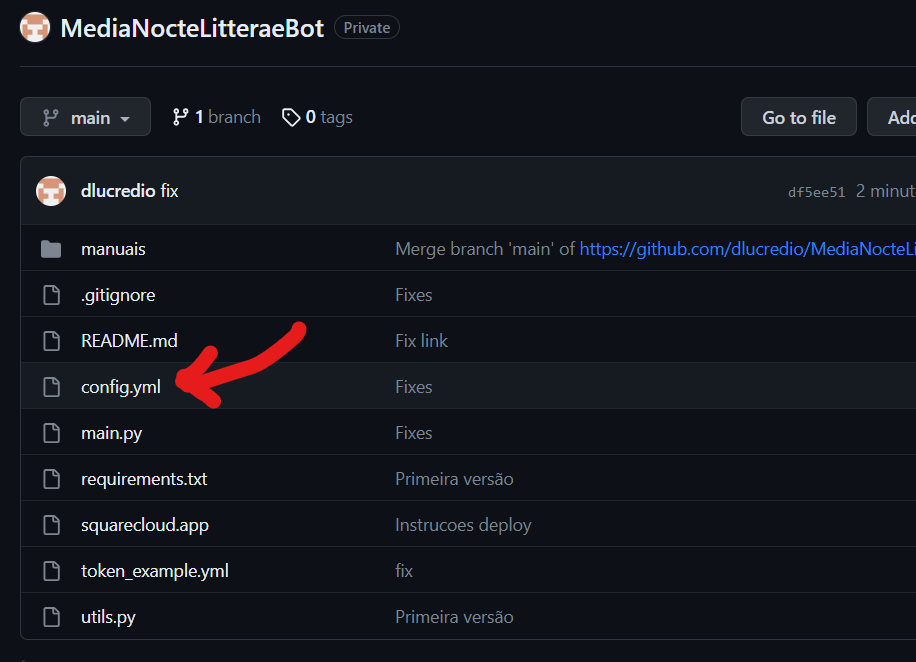 MediaNocteLitteraeBot Private
main 1 branch 0 tags Go to file Add
dlucredio fix df5ee51 2 minut
manuais Merge branch 'main' of https://github.com/dlucredio/MediaNocteLi
.gitignore Fixes
README.md Fix link
config.yml Fixes
main.py Fixes
requirements.txt Primeira versão
squarecloud.app Instrucoes deploy
token_example.yml fix
utils.py Primeira versão